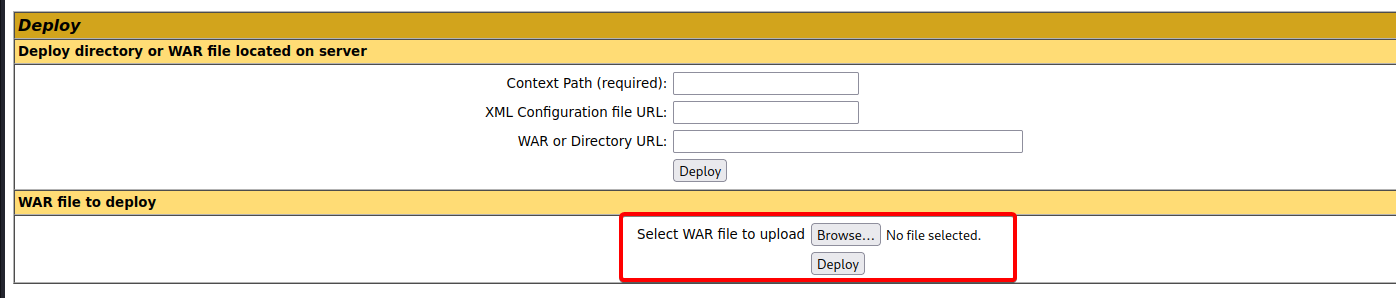 Deploy
Deploy directory or WAR file located on server
Context Path (required):
XML Configuration file URL:
WAR or Directory URL:
Deploy
WAR file to deploy
Select WAR file to upload Browse... No file selected.
Deploy